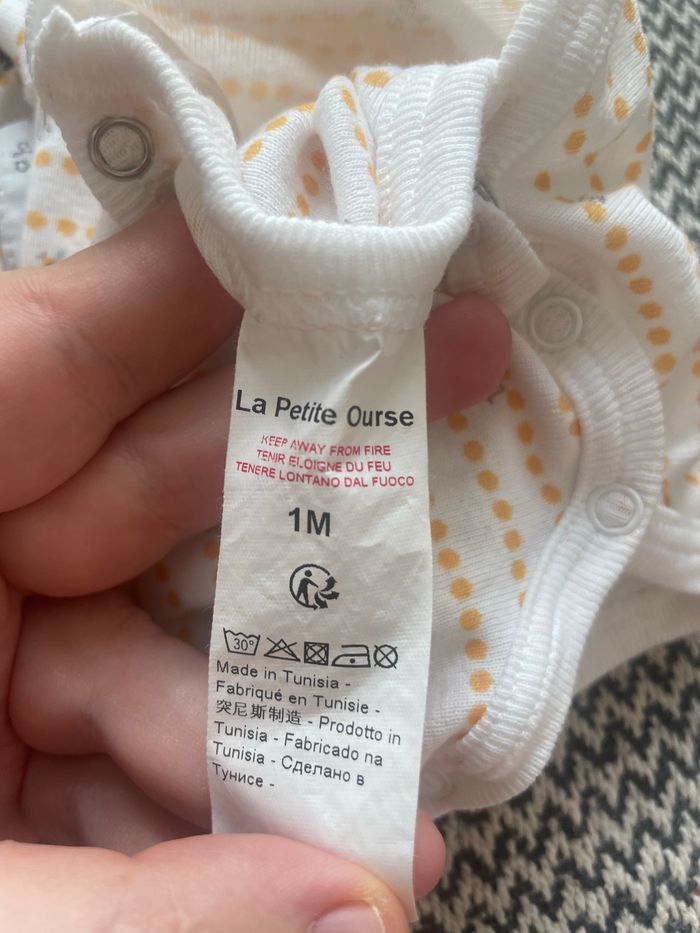 La Petite Ourse
KEEP AWAY FROM FIRE
TENIR ELOIGNE DU FEU
TENERE LONTANO DAL FUOCO
1M
30°
Made in Tunisia -
Fabriqué en Tunisie -
突尼斯制造 - Prodotto in
Tunisia - Fabricado na
Tunisia - Сделано в
Тунисе -